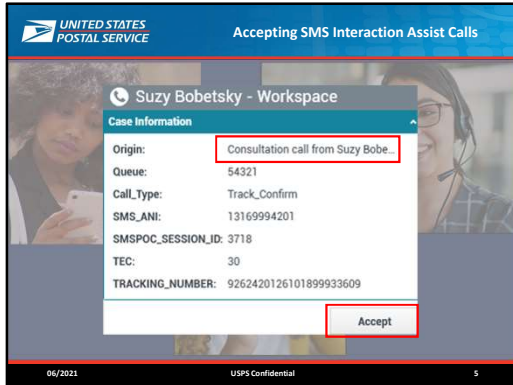 UNITED STATES
POSTAL SERVICE
Accepting SMS Interaction Assist Calls
Suzy Bobetsky - Workspace
Case Information
Origin: Consultation call from Suzy Bobe...
Queue: 54321
Call_Type: Track_Confirm
SMS_ANI: 13169994201
SMSPOC_SESSION_ID: 3718
TEC: 30
TRACKING_NUMBER: 9262420126101899933609
Accept
06/2021 USPS Confidential 5